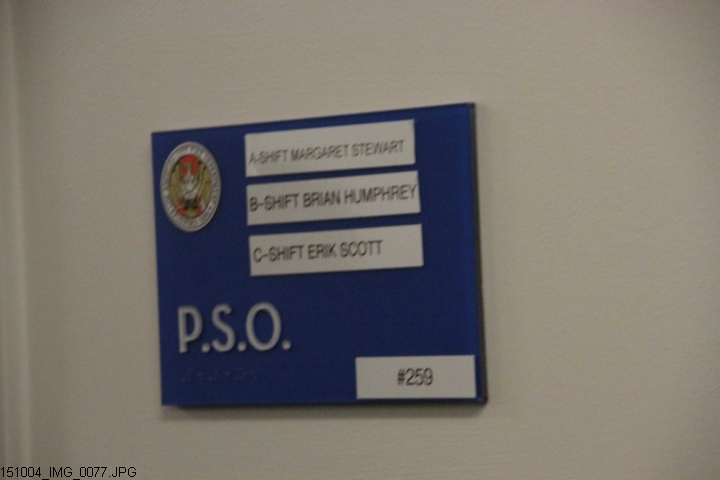 A-SHIFT MARGARET STEWART
B-SHIFT BRIAN HUMPHREY
C-SHIFT ERIK SCOTT
P.S.O.
#259
151004_IMG_0077.JPG